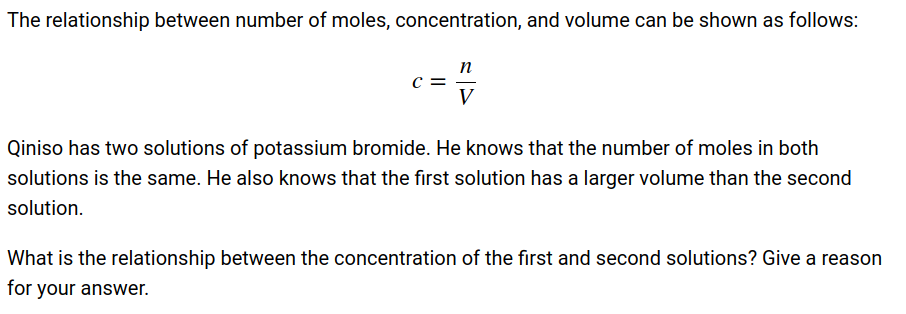 The relationship between number of moles, concentration, and volume can be shown as follows:
c = n/V
Qiniso has two solutions of potassium bromide. He knows that the number of moles in both
solutions is the same. He also knows that the first solution has a larger volume than the second
solution.
What is the relationship between the concentration of the first and second solutions? Give a reason
for your answer.